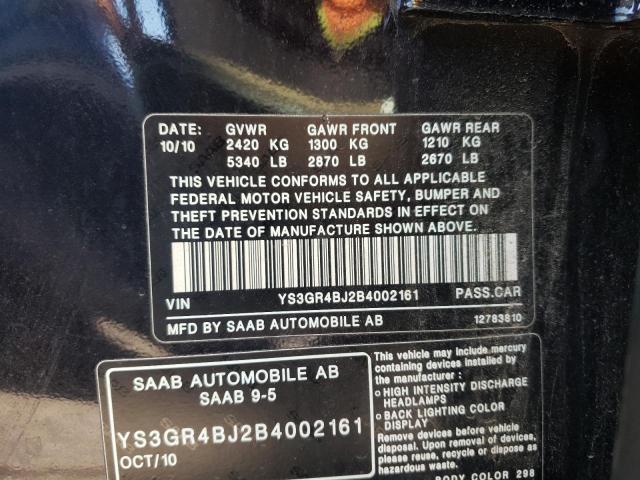 DATE: GVWR GAWR FRONT GAWR REAR
10/10 2420 KG 1300 KG 1210 KG
5340 LB 2870 LB 2670 LB
THIS VEHICLE CONFORMS TO ALL APPLICABLE
FEDERAL MOTOR VEHICLE SAFETY, BUMPER AND
THEFT PREVENTION STANDARDS IN EFFECT ON
THE DATE OF MANUFACTURE SHOWN ABOVE.
VIN YS3GR4BJ2B4002161 PASS.CAR
MFD BY SAAB AUTOMOBILE AB 12783810
SAAB AUTOMOBILE AB
SAAB 9-5
YS3GR4BJ2B4002161
OCT/10
This vehicle may include mercury
containing devices if equipped with:
○ HIGH INTENSITY DISCHARGE
HEADLAMPS
○ BACK LIGHTING COLOR
DISPLAY
Remove devices before vehicle
disposal. Upon removal of devices,
please reuse, recycle or dispose as
hazardous waste.
BODY COLOR 298